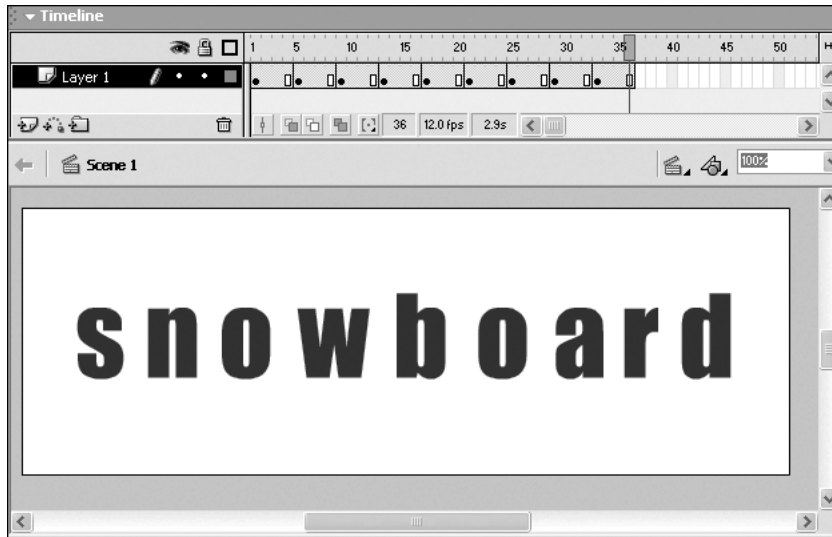 Timeline
1 5 10 15 20 25 30 35 40 45 50 H
Layer 1
36 12.0 fps 2.9s
Scene 1 100%
snowboard